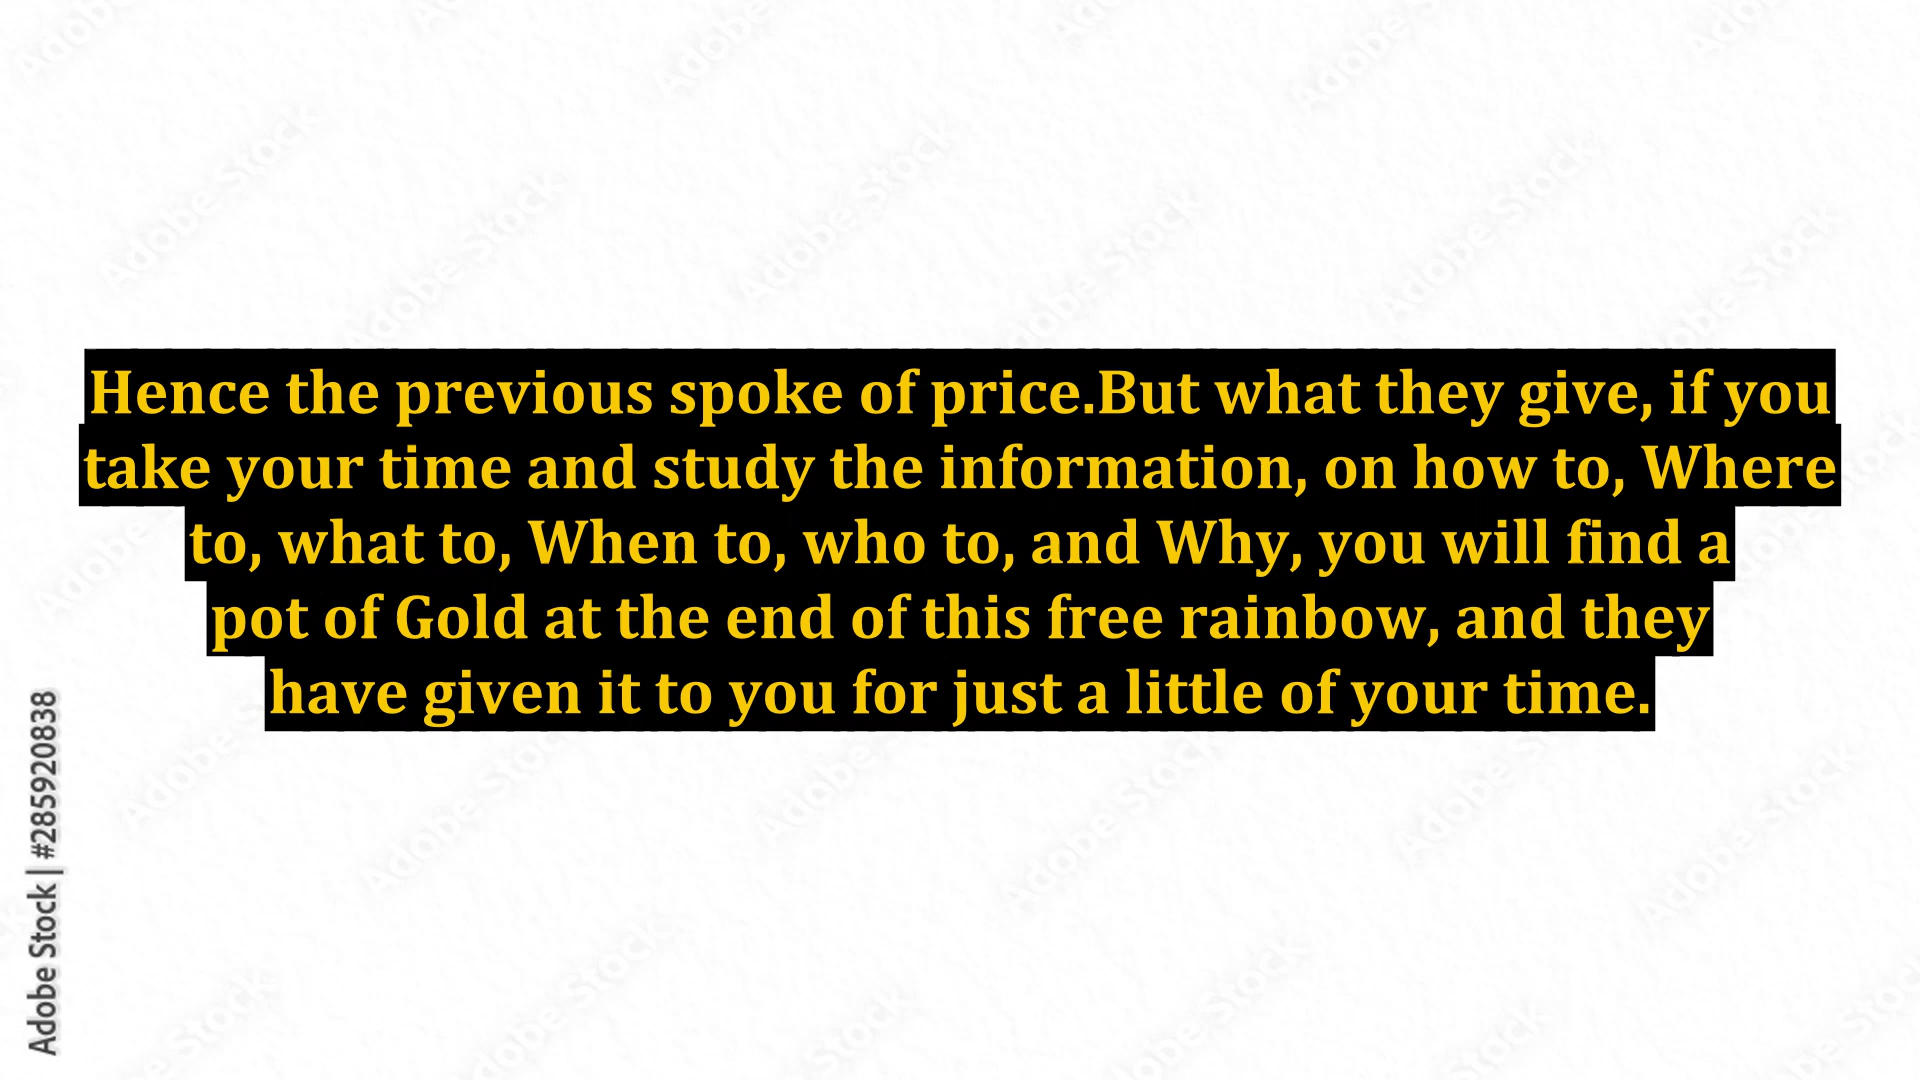 Hence the previous spoke of price.But what they give, if you
take your time and study the information, on how to, Where
to, what to, When to, who to, and Why, you will find a
pot of Gold at the end of this free rainbow, and they
have given it to you for just a little of your time.
Adobe Stock | #285920838
Adobe Stock